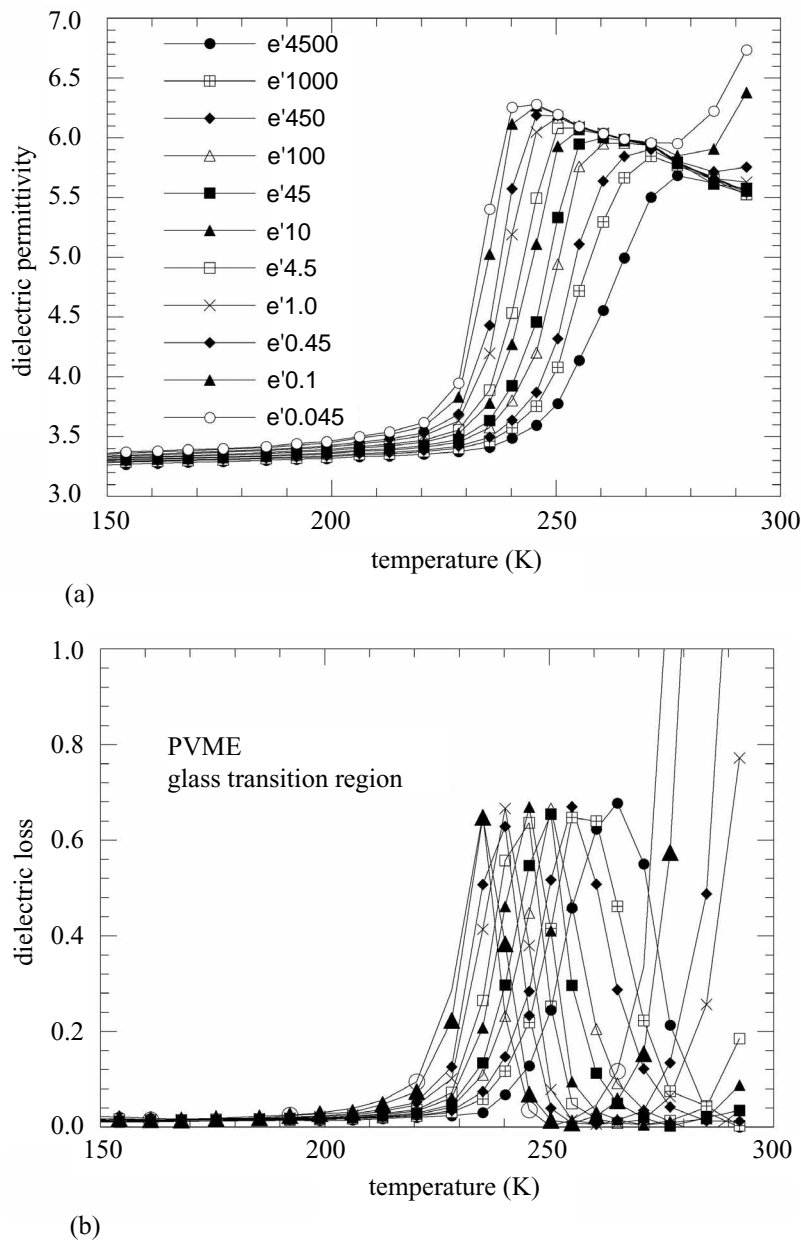 7.0
6.5
6.0
5.5
5.0
4.5
4.0
3.5
3.0
dielectric permittivity
e'4500
e'1000
e'450
e'100
e'45
e'10
e'4.5
e'1.0
e'0.45
e'0.1
e'0.045
150
200
250
300
temperature (K)
(a)
1.0
0.8
0.6
0.4
0.2
0.0
dielectric loss
PVME
glass transition region
150
200
250
300
temperature (K)
(b)